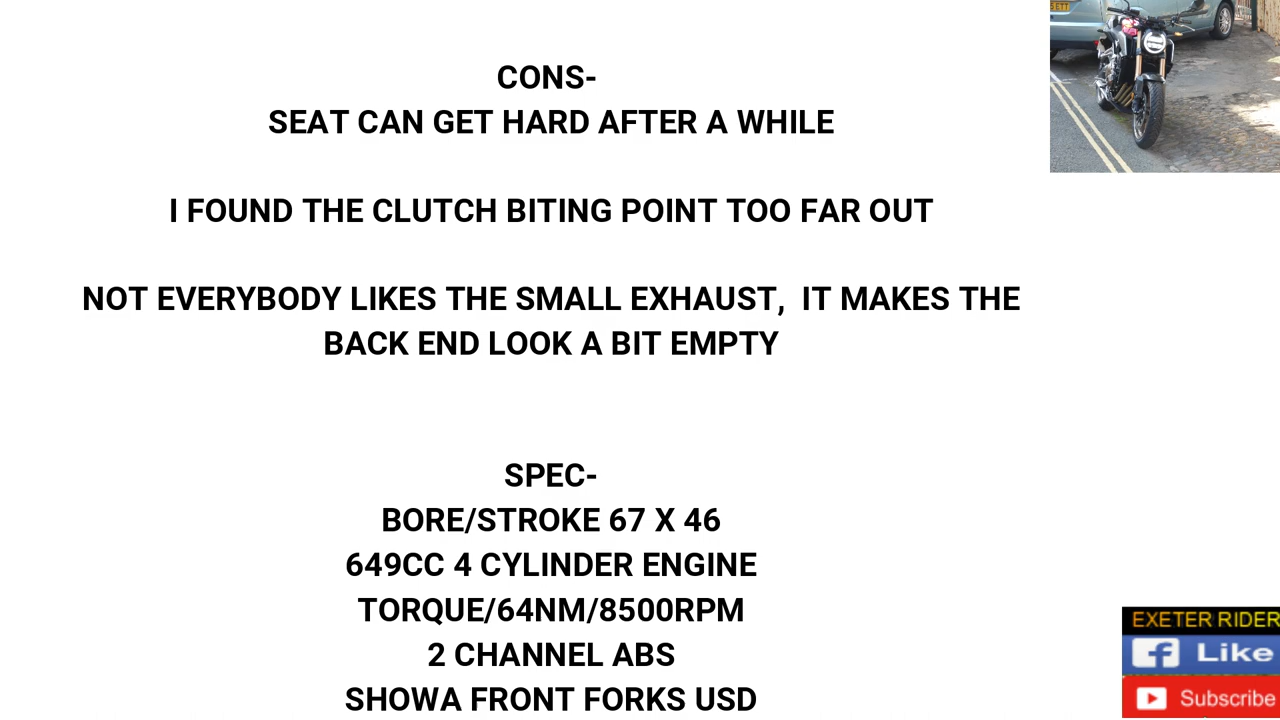 CONS-
SEAT CAN GET HARD AFTER A WHILE
I FOUND THE CLUTCH BITING POINT TOO FAR OUT
NOT EVERYBODY LIKES THE SMALL EXHAUST,  IT MAKES THE
BACK END LOOK A BIT EMPTY
SPEC-
BORE/STROKE 67 X 46
649CC 4 CYLINDER ENGINE
TORQUE/64NM/8500RPM
2 CHANNEL ABS
SHOWA FRONT FORKS USD
EXETER RIDER
Like
Subscribe